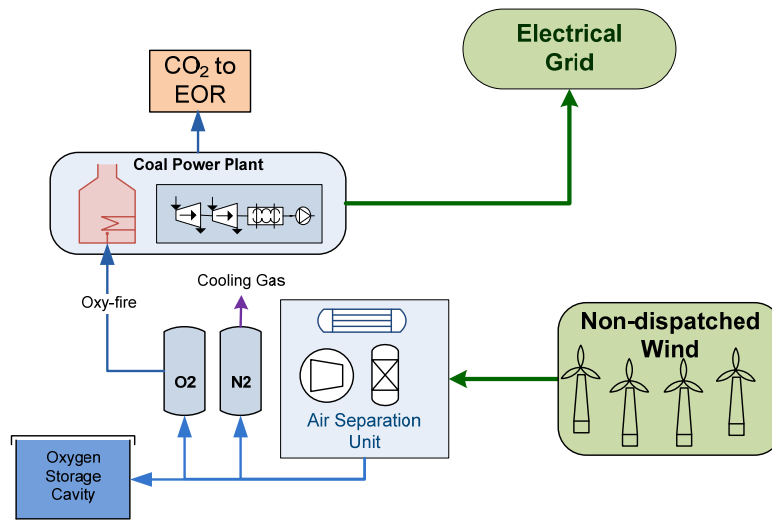 Electrical
Grid
CO₂ to
EOR
Coal Power Plant
Cooling Gas
Oxy-fire
Non-dispatched
Wind
O2
N2
Air Separation
Unit
Oxygen
Storage
Cavity